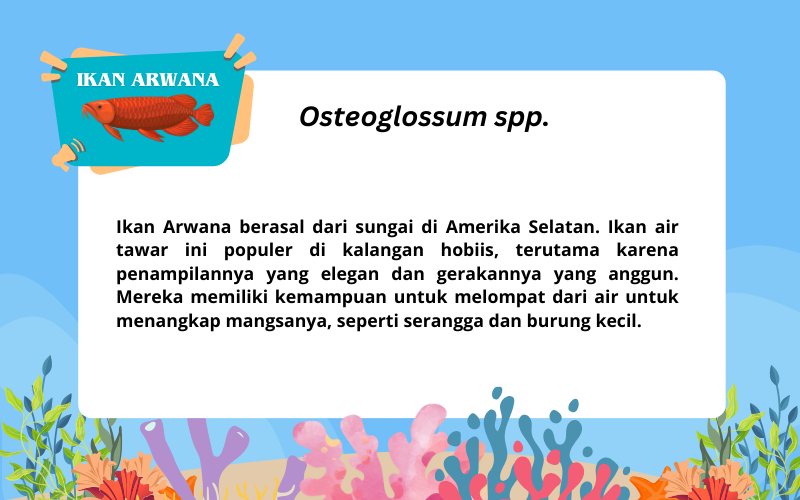 IKAN ARWANA
Osteoglossum spp.
Ikan Arwana berasal dari sungai di Amerika Selatan. Ikan air
tawar ini populer di kalangan hobiis, terutama karena
penampilannya yang elegan dan gerakannya yang anggun.
Mereka memiliki kemampuan untuk melompat dari air untuk
menangkap mangsanya, seperti serangga dan burung kecil.